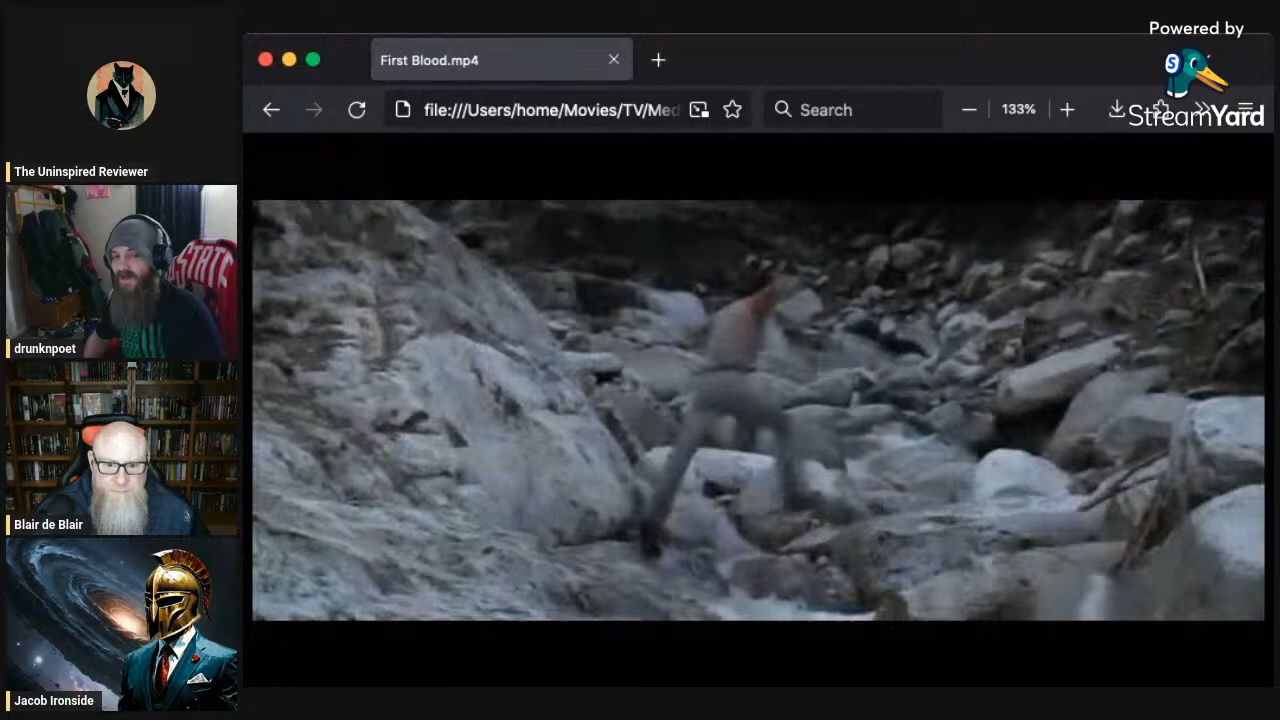 Powered by
StreamYard
First Blood.mp4
file:///Users/home/Movies/TV/Med
Search
133%
The Uninspired Reviewer
STATE
drunknpoet
Blair de Blair
Jacob Ironside